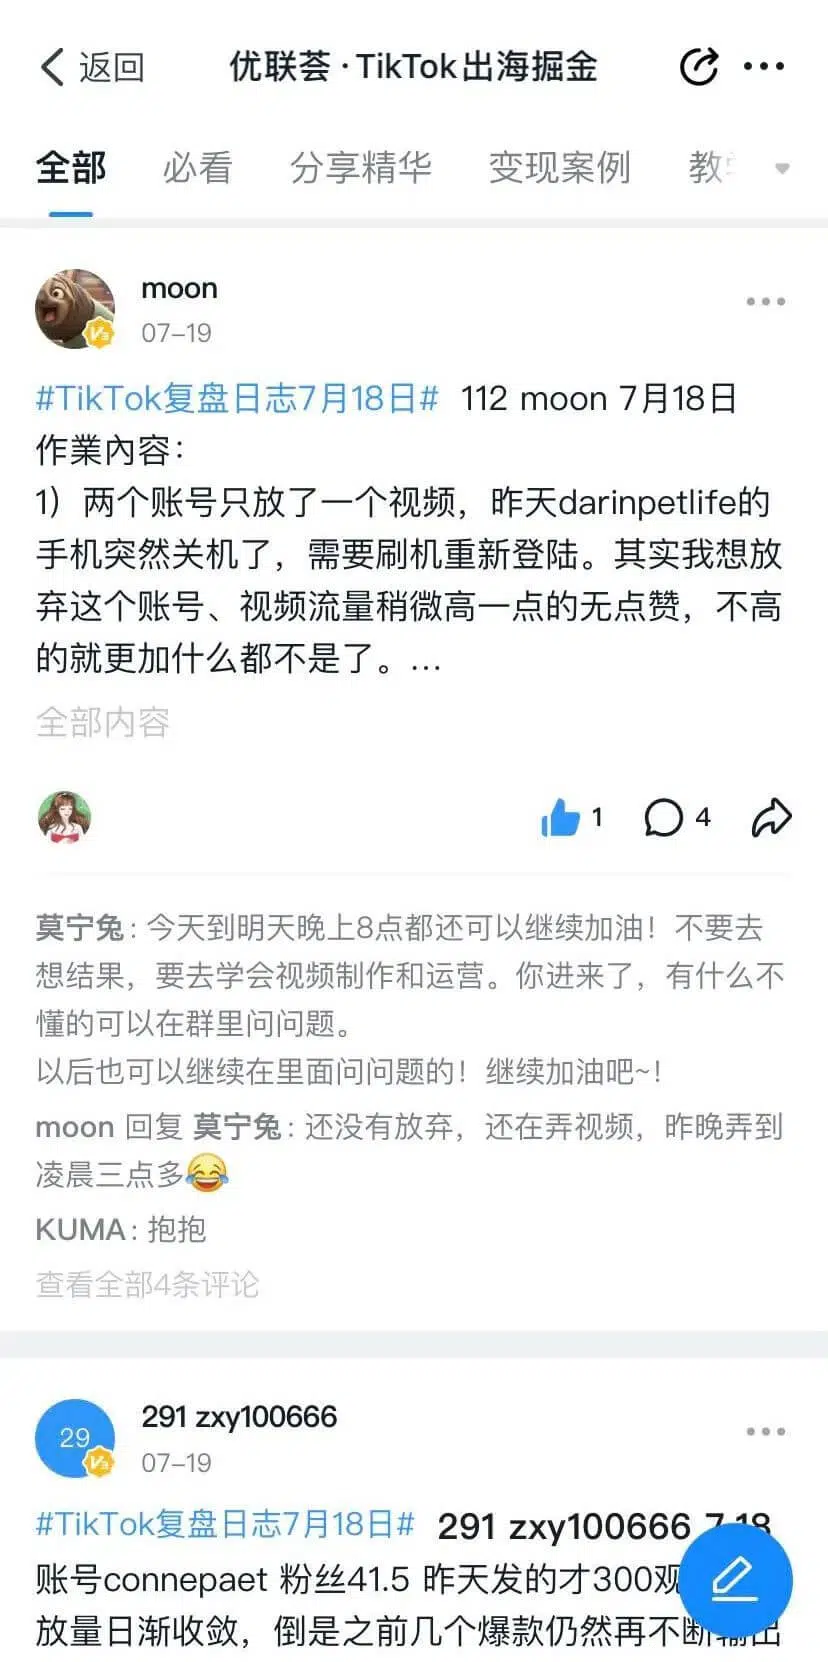 返回 优联荟·TikTok出海掘金
全部 必看 分享精华 变现案例 教
moon
07-19
#TikTok复盘日志7月18日# 112 moon 7月18日
作業內容：
1）两个账号只放了一个视频，昨天darinpetlife的
手机突然关机了，需要刷机重新登陆。其实我想放
弃这个账号、视频流量稍微高一点的无点赞，不高
的就更加什么都不是了。...
全部内容
1 4
莫宁兔：今天到明天晚上8点都还可以继续加油！不要去
想结果，要去学会视频制作和运营。你进来了，有什么不
懂的可以在群里问问题。
以后也可以继续在里面问问题的！继续加油吧~！
moon 回复 莫宁兔：还没有放弃，还在弄视频，昨晚弄到
凌晨三点多😂
KUMA：抱抱
查看全部4条评论
29
291 zxy100666
07-19
#TikTok复盘日志7月18日# 291 zxy100666 7.18
账号connepaet 粉丝41.5 昨天发的才300观
放量日渐收敛，倒是之前几个爆款仍然再不断输出